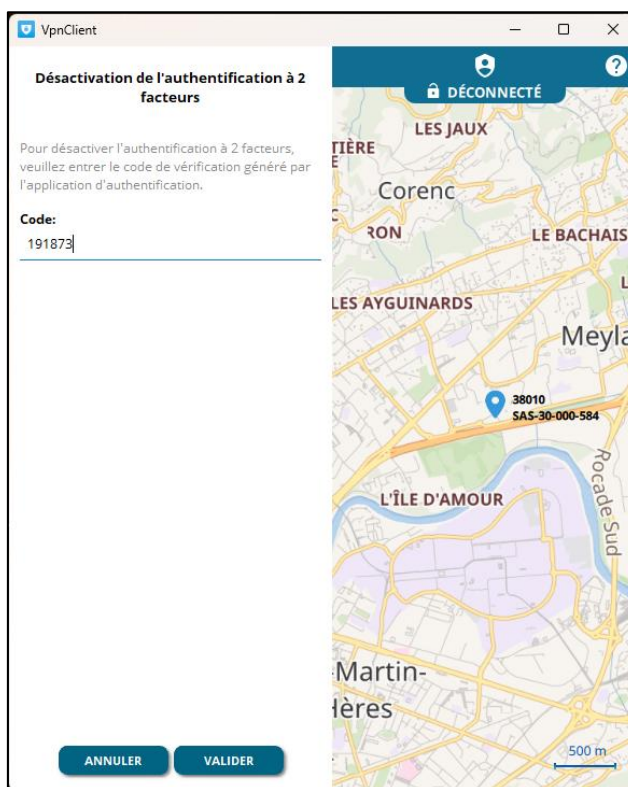 VpnClient
Désactivation de l'authentification à 2
facteurs
Pour désactiver l'authentification à 2 facteurs,
veuillez entrer le code de vérification généré par
l'application d'authentification.
Code:
191873
ANNULER
VALIDER
DÉCONNECTÉ
LES JAUX
TIÈRE
Corenc
RON
LE BACHAIS
LES AYGUINARDS
Meyla
38010
SAS-30-000-584
Rocade Sud
L'ÎLE D'AMOUR
-Martin-
Hères
500 m